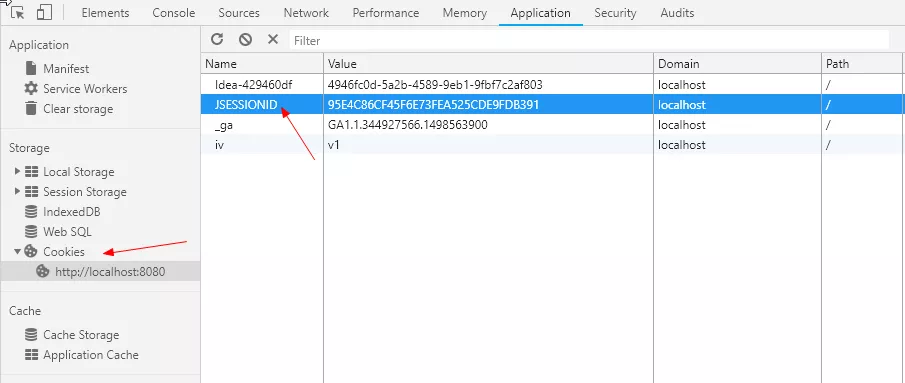 Elements Console Sources Network Performance Memory Application Security Audits
Application
Manifest
Service Workers
Clear storage
Storage
Local Storage
Session Storage
IndexedDB
Web SQL
Cookies
http://localhost:8080
Cache
Cache Storage
Application Cache
Filter
Name Value Domain Path
Idea-429460df 4946fc0d-5a2b-4589-9eb1-9fbf7c2af803 localhost /
JSESSIONID 95E4C86CF45F6E73FEA525CDE9FDB391 localhost /
_ga GA1.1.344927566.1498563900 localhost /
iv v1 localhost /